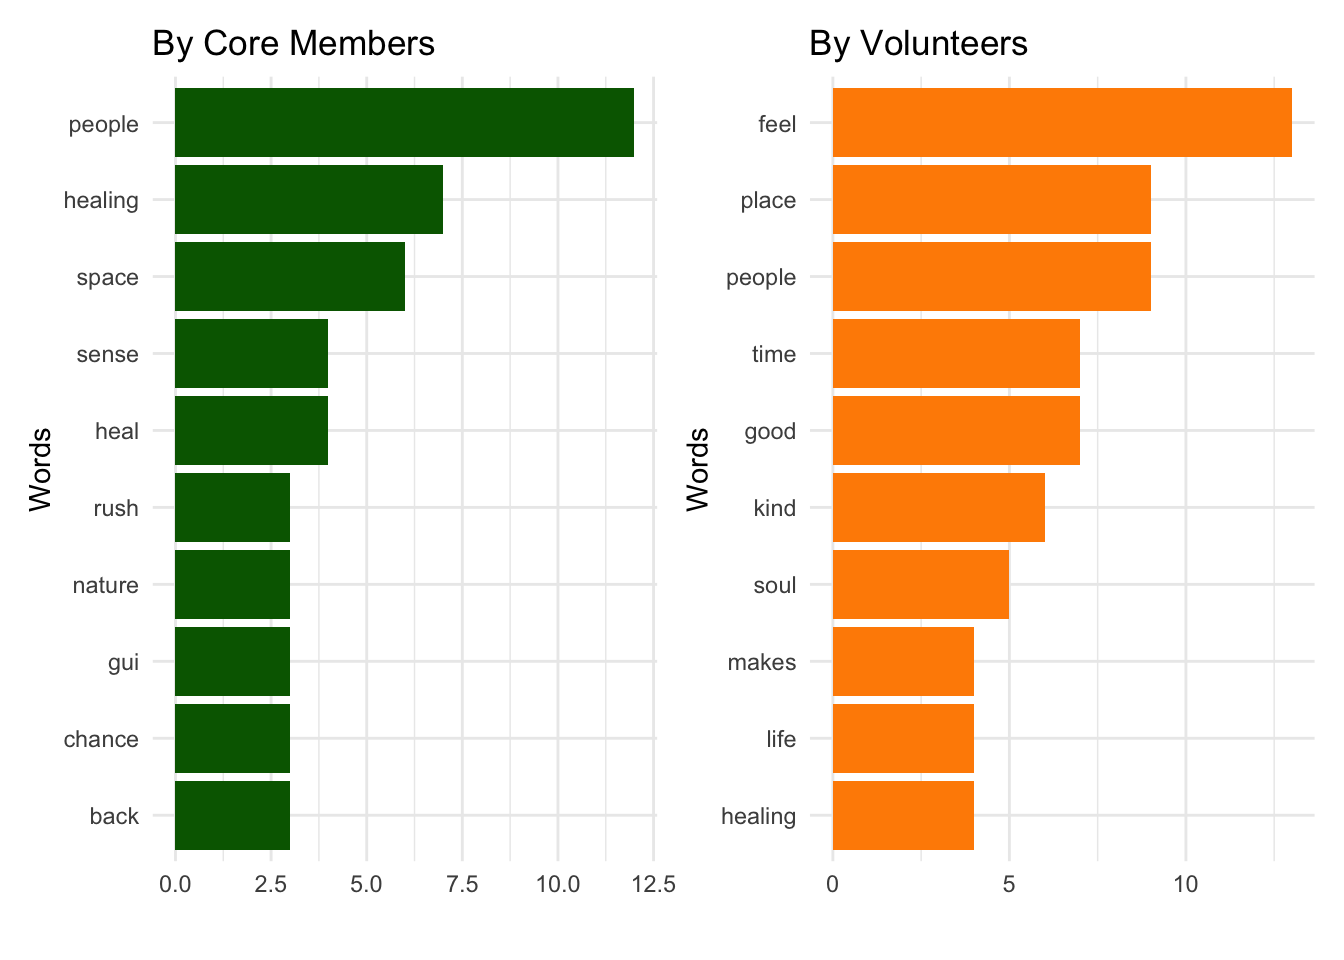 By Core Members
Words
people
healing
space
sense
heal
rush
nature
gui
chance
back
0.0 2.5 5.0 7.5 10.0 12.5
By Volunteers
Words
feel
place
people
time
good
kind
soul
makes
life
healing
0 5 10